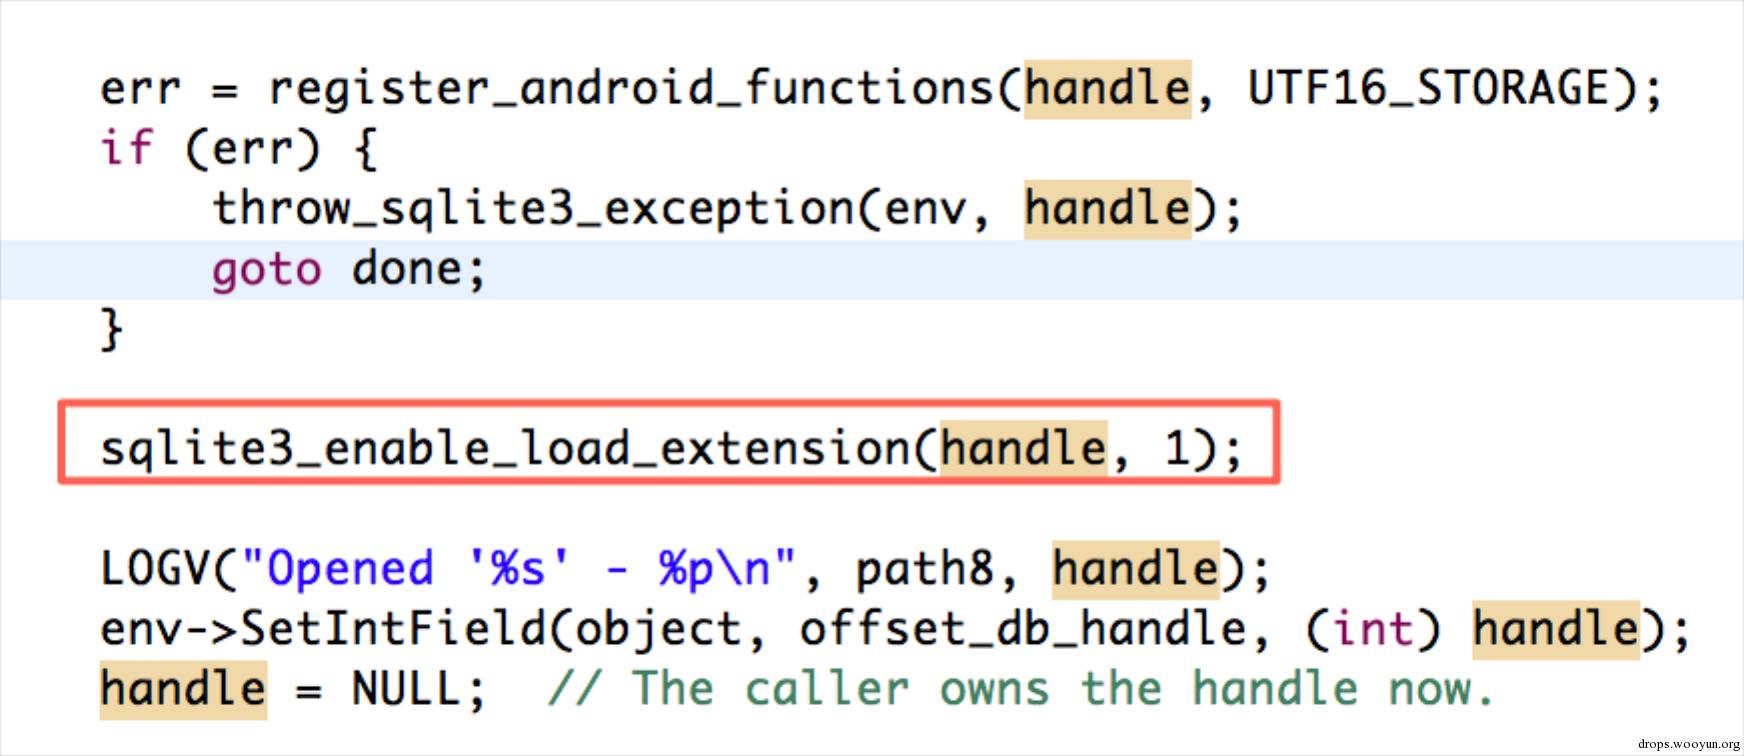 err = register_android_functions(handle, UTF16_STORAGE);
if (err) {
    throw_sqlite3_exception(env, handle);
    goto done;
}
sqlite3_enable_load_extension(handle, 1);
LOGV("Opened '%s' - %p\n", path8, handle);
env->SetIntField(object, offset_db_handle, (int) handle);
handle = NULL;  // The caller owns the handle now.
drops.wooyun.org